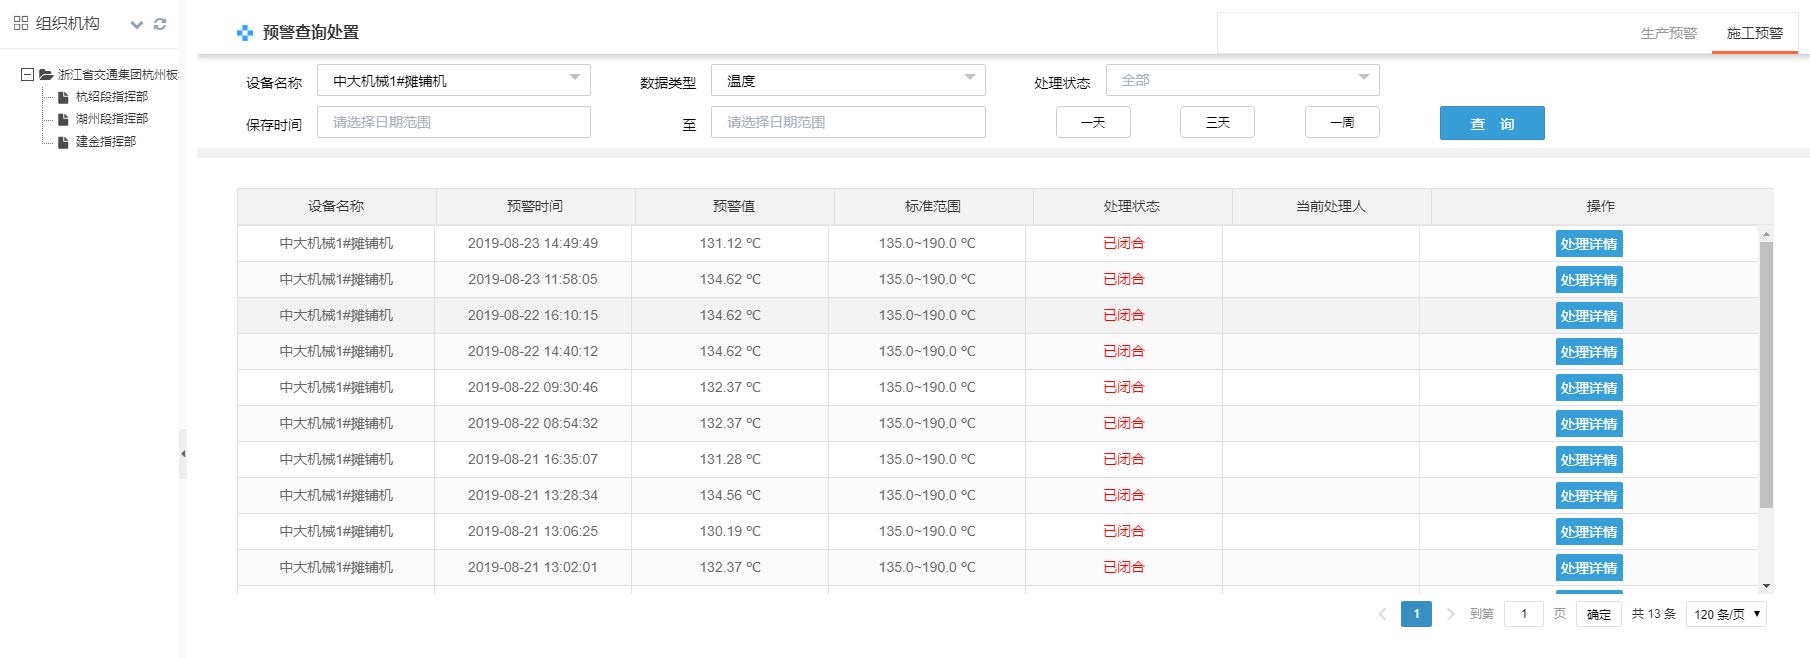 组织机构
浙江省交通集团杭州板
杭绍段指挥部
湖州段指挥部
建金指挥部
预警查询处置
生产预警 施工预警
设备名称 中大机械1#摊铺机 数据类型 温度 处理状态 全部
保存时间 请选择日期范围 至 请选择日期范围 一天 三天 一周 查 询
设备名称 预警时间 预警值 标准范围 处理状态 当前处理人 操作
中大机械1#摊铺机 2019-08-23 14:49:49 131.12 ℃ 135.0~190.0 ℃ 已闭合 处理详情
中大机械1#摊铺机 2019-08-23 11:58:05 134.62 ℃ 135.0~190.0 ℃ 已闭合 处理详情
中大机械1#摊铺机 2019-08-22 16:10:15 134.62 ℃ 135.0~190.0 ℃ 已闭合 处理详情
中大机械1#摊铺机 2019-08-22 14:40:12 134.62 ℃ 135.0~190.0 ℃ 已闭合 处理详情
中大机械1#摊铺机 2019-08-22 09:30:46 132.37 ℃ 135.0~190.0 ℃ 已闭合 处理详情
中大机械1#摊铺机 2019-08-22 08:54:32 132.37 ℃ 135.0~190.0 ℃ 已闭合 处理详情
中大机械1#摊铺机 2019-08-21 16:35:07 131.28 ℃ 135.0~190.0 ℃ 已闭合 处理详情
中大机械1#摊铺机 2019-08-21 13:28:34 134.56 ℃ 135.0~190.0 ℃ 已闭合 处理详情
中大机械1#摊铺机 2019-08-21 13:06:25 130.19 ℃ 135.0~190.0 ℃ 已闭合 处理详情
中大机械1#摊铺机 2019-08-21 13:02:01 132.37 ℃ 135.0~190.0 ℃ 已闭合 处理详情
1 到第 1 页 确定 共 13 条 120 条/页